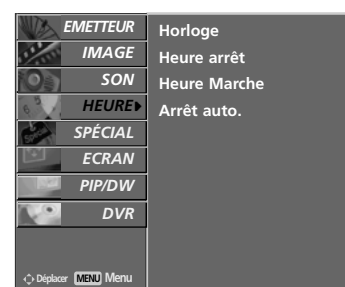 EMETTEUR
IMAGE
SON
HEURE
SPÉCIAL
ECRAN
PIP/DW
DVR
Déplacer MENU Menu
Horloge
Heure arrêt
Heure Marche
Arrêt auto.